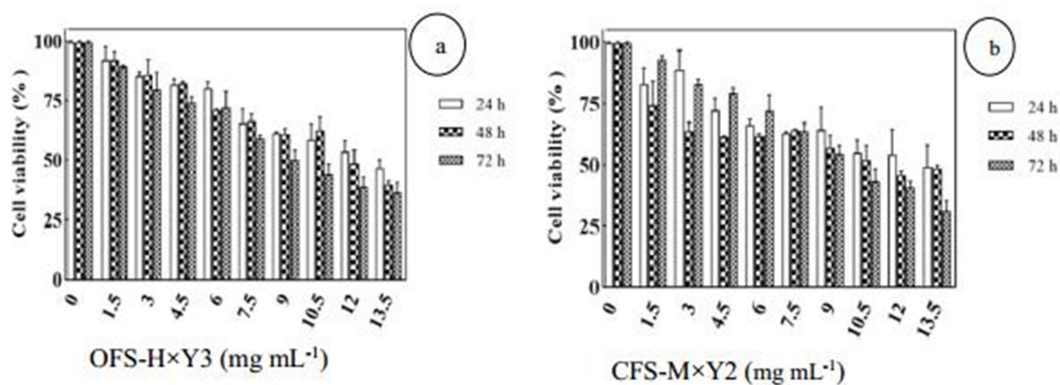 a
Cell viability (%)
100
75
50
25
0
0 1.5 3 4.5 6 7.5 9 10.5 12 13.5
24 h
48 h
72 h
OFS-H×Y3 (mg mL⁻¹)
b
Cell viability (% )
100
75
50
25
0
0 1.5 3 4.5 6 7.5 9 10.5 12 13.5
24 h
48 h
72 h
CFS-M×Y2 (mg mL⁻¹)